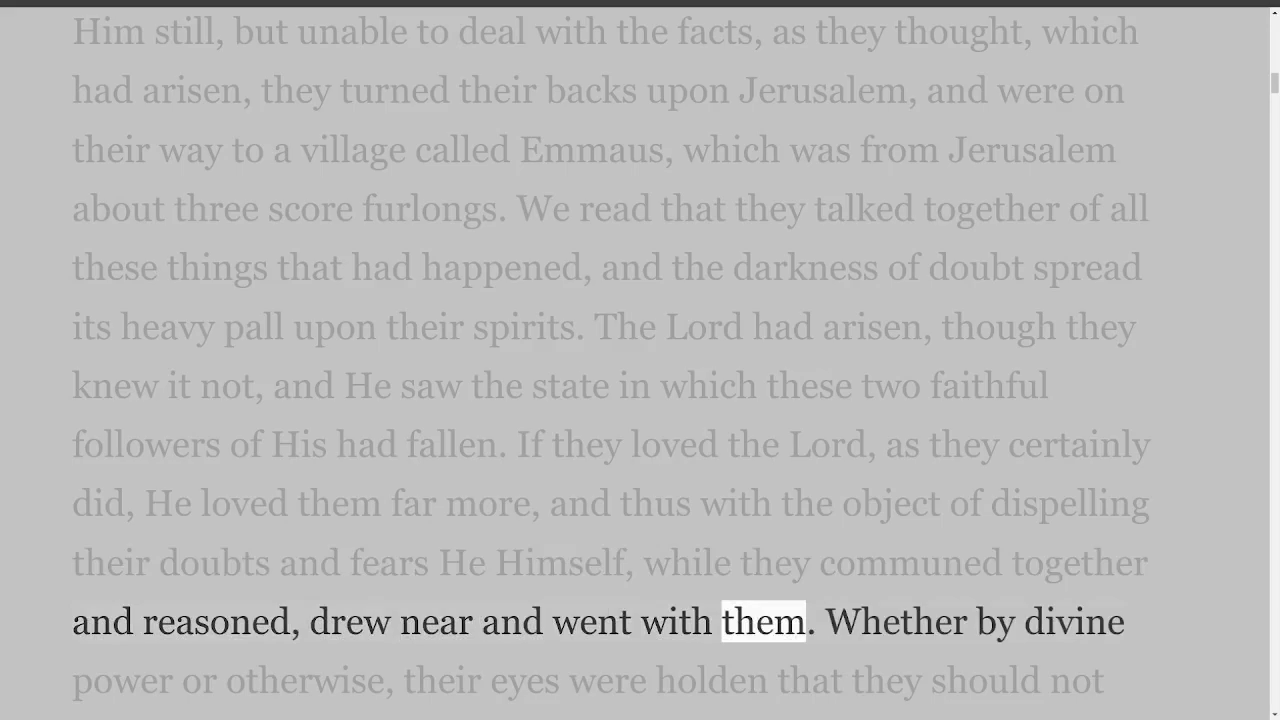 Him still, but unable to deal with the facts, as they thought, which
had arisen, they turned their backs upon Jerusalem, and were on
their way to a village called Emmaus, which was from Jerusalem
about three score furlongs. We read that they talked together of all
these things that had happened, and the darkness of doubt spread
its heavy pall upon their spirits. The Lord had arisen, though they
knew it not, and He saw the state in which these two faithful
followers of His had fallen. If they loved the Lord, as they certainly
did, He loved them far more, and thus with the object of dispelling
their doubts and fears He Himself, while they communed together
and reasoned, drew near and went with them. Whether by divine
power or otherwise, their eyes were holden that they should not